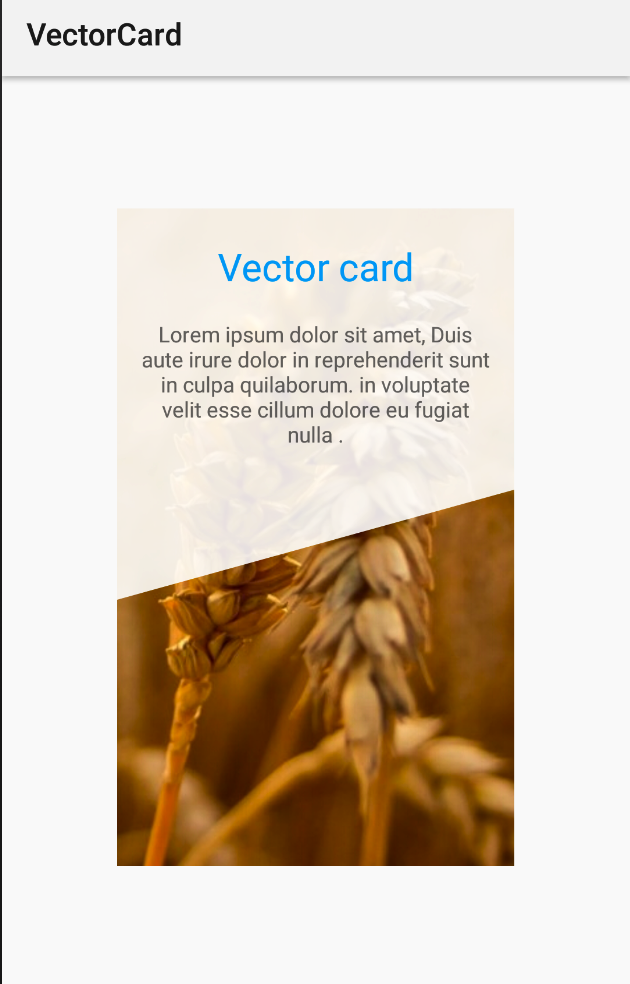 VectorCard
Vector card
Lorem ipsum dolor sit amet, Duis
aute irure dolor in reprehenderit sunt
in culpa quilaborum. in voluptate
velit esse cillum dolore eu fugiat
nulla .